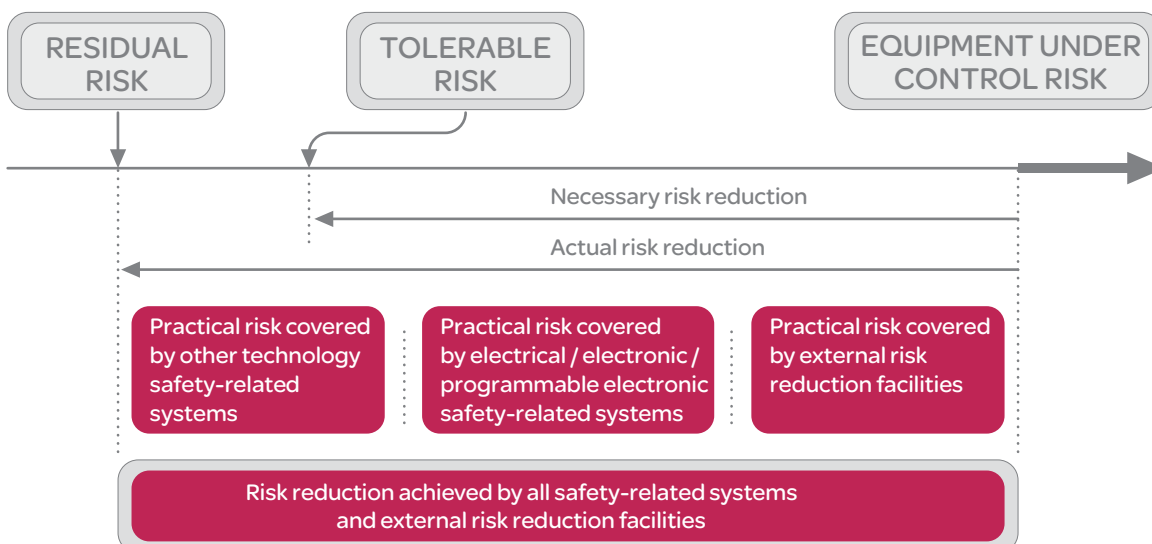 RESIDUAL
RISK
TOLERABLE
RISK
EQUIPMENT UNDER
CONTROL RISK
Necessary risk reduction
Actual risk reduction
Practical risk covered
by other technology
safety-related
systems
Practical risk covered
by electrical / electronic /
programmable electronic
safety-related systems
Practical risk covered
by external risk
reduction facilities
Risk reduction achieved by all safety-related systems
and external risk reduction facilities